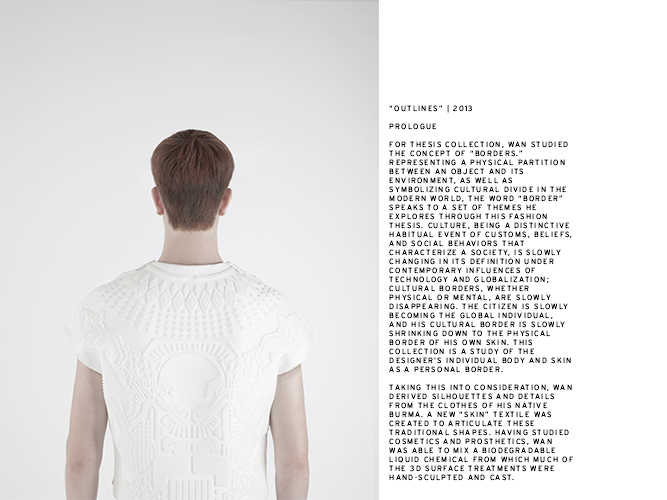 "OUTLINES" | 2013
PROLOGUE
FOR THESIS COLLECTION, WAN STUDIED
THE CONCEPT OF "BORDERS."
REPRESENTING A PHYSICAL PARTITION
BETWEEN AN OBJECT AND ITS
ENVIRONMENT, AS WELL AS
SYMBOLIZING CULTURAL DIVIDE IN THE
MODERN WORLD, THE WORD "BORDER"
SPEAKS TO A SET OF THEMES HE
EXPLORES THROUGH THIS FASHION
THESIS. CULTURE, BEING A DISTINCTIVE
HABITUAL EVENT OF CUSTOMS, BELIEFS,
AND SOCIAL BEHAVIORS THAT
CHARACTERIZE A SOCIETY, IS SLOWLY
CHANGING IN ITS DEFINITION UNDER
CONTEMPORARY INFLUENCES OF
TECHNOLOGY AND GLOBALIZATION;
CULTURAL BORDERS, WHETHER
PHYSICAL OR MENTAL, ARE SLOWLY
DISAPPEARING. THE CITIZEN IS SLOWLY
BECOMING THE GLOBAL INDIVIDUAL,
AND HIS CULTURAL BORDER IS SLOWLY
SHRINKING DOWN TO THE PHYSICAL
BORDER OF HIS OWN SKIN. THIS
COLLECTION IS A STUDY OF THE
DESIGNER'S INDIVIDUAL BODY AND SKIN
AS A PERSONAL BORDER.
TAKING THIS INTO CONSIDERATION, WAN
DERIVED SILHOUETTES AND DETAILS
FROM THE CLOTHES OF HIS NATIVE
BURMA. A NEW "SKIN" TEXTILE WAS
CREATED TO ARTICULATE THESE
TRADITIONAL SHAPES. HAVING STUDIED
COSMETICS AND PROSTHETICS, WAN
WAS ABLE TO MIX A BIODEGRADABLE
LIQUID CHEMICAL FROM WHICH MUCH OF
THE 3D SURFACE TREATMENTS WERE
HAND-SCULPTED AND CAST.